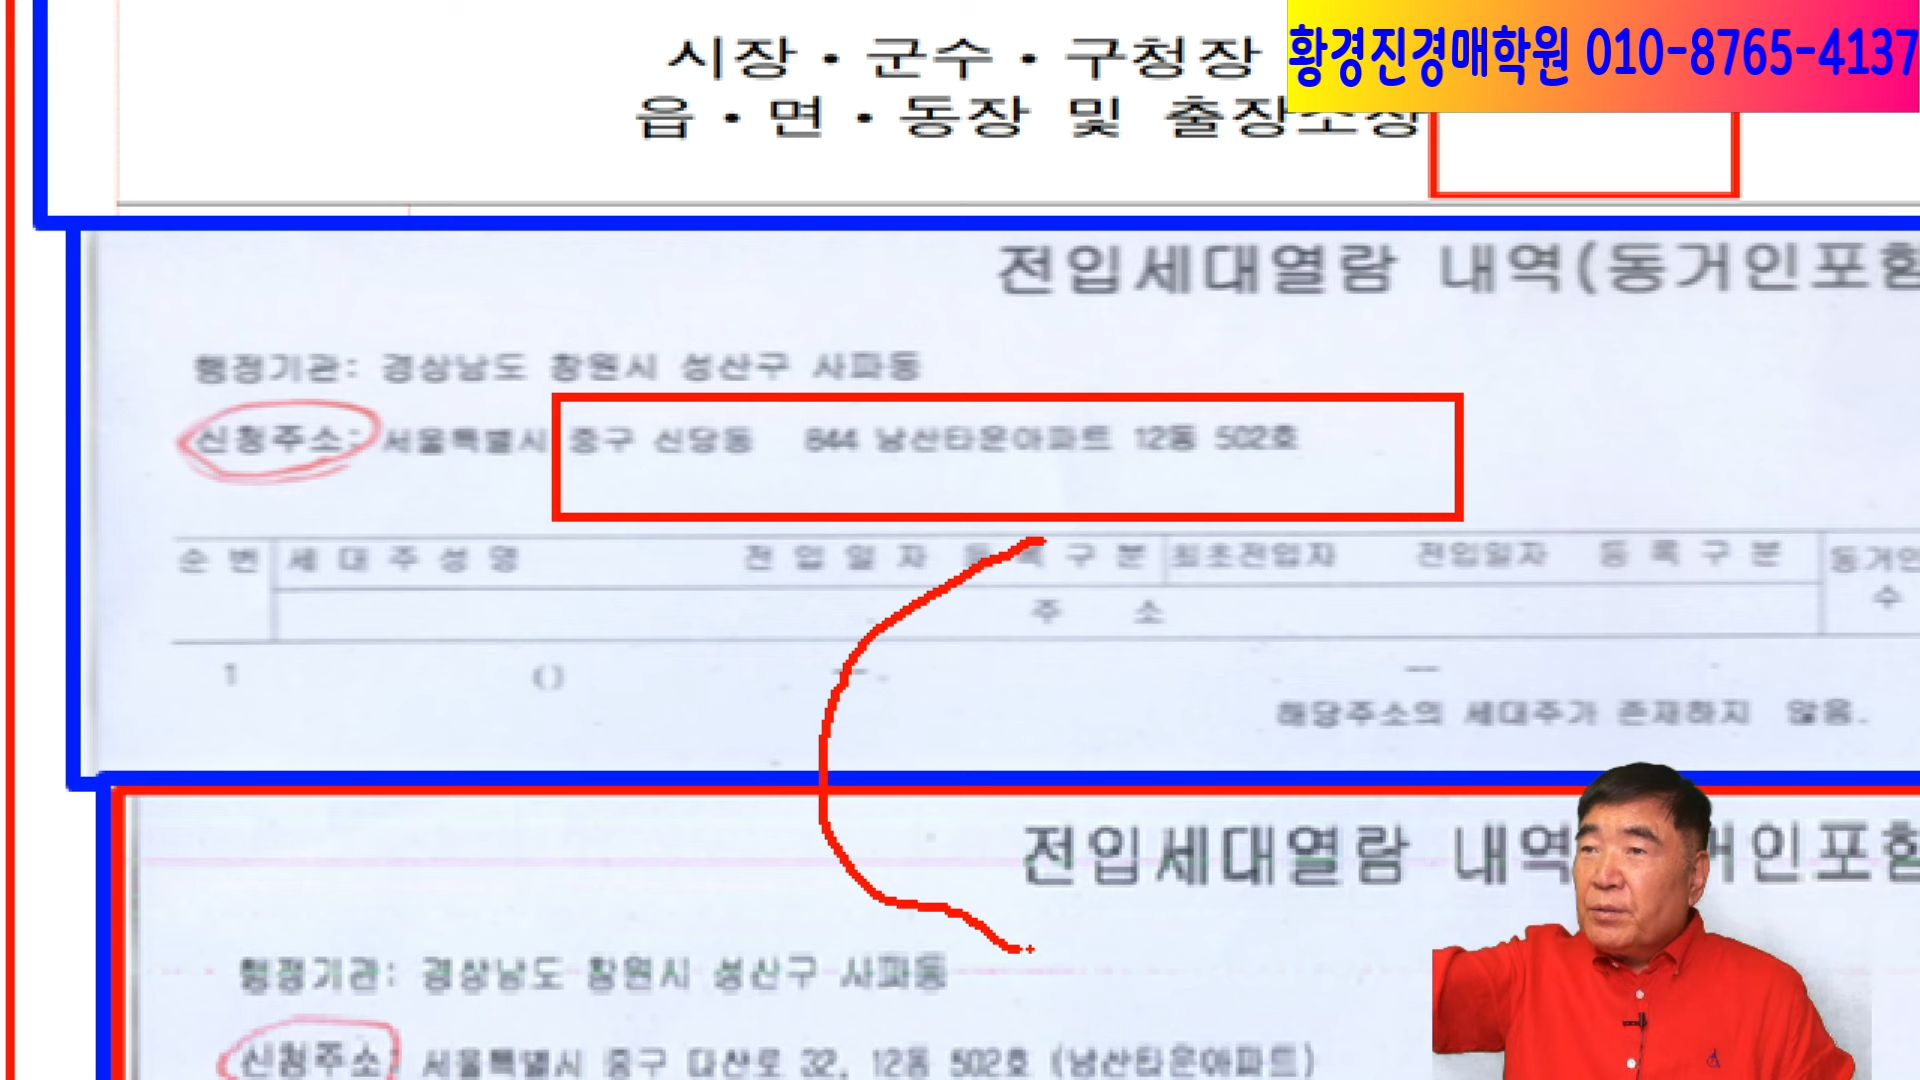 시장·군수·구청장
황경진경매학원 010-8765-4137
읍·면·동장 및 출장소장
전입세대열람 내역(동거인포함
행정기관: 경상남도 창원시 성산구 사파동
신청주소: 서울특별시 중구 신당동 844 남산타운아파트 12동 502호
순번 세대주성명 전입일자 등록구분 최초전입자 전입일자 등록구분 동거인
주 소 수
1 ()
해당주소의 세대주가 존재하지 않음.
전입세대열람 내역 거인포함
행정기관: 경상남도 창원시 성산구 사파동
신청주소: 서울특별시 중구 다산로 32, 12동 502호 (남산타운아파트)